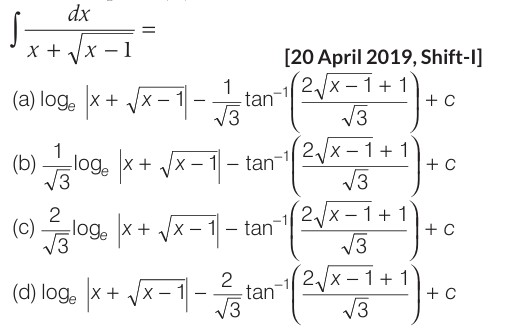 ∫ dx / (x + √(x − 1)) =
[20 April 2019, Shift-I]
(a) logₑ |x + √(x − 1)| − 1/√3 tan⁻¹((2√(x − 1) + 1)/√3) + c
(b) 1/√3 logₑ |x + √(x − 1)| − tan⁻¹((2√(x − 1) + 1)/√3) + c
(c) 2/√3 logₑ |x + √(x − 1)| − tan⁻¹((2√(x − 1) + 1)/√3) + c
(d) logₑ |x + √(x − 1)| − 2/√3 tan⁻¹((2√(x − 1) + 1)/√3) + c